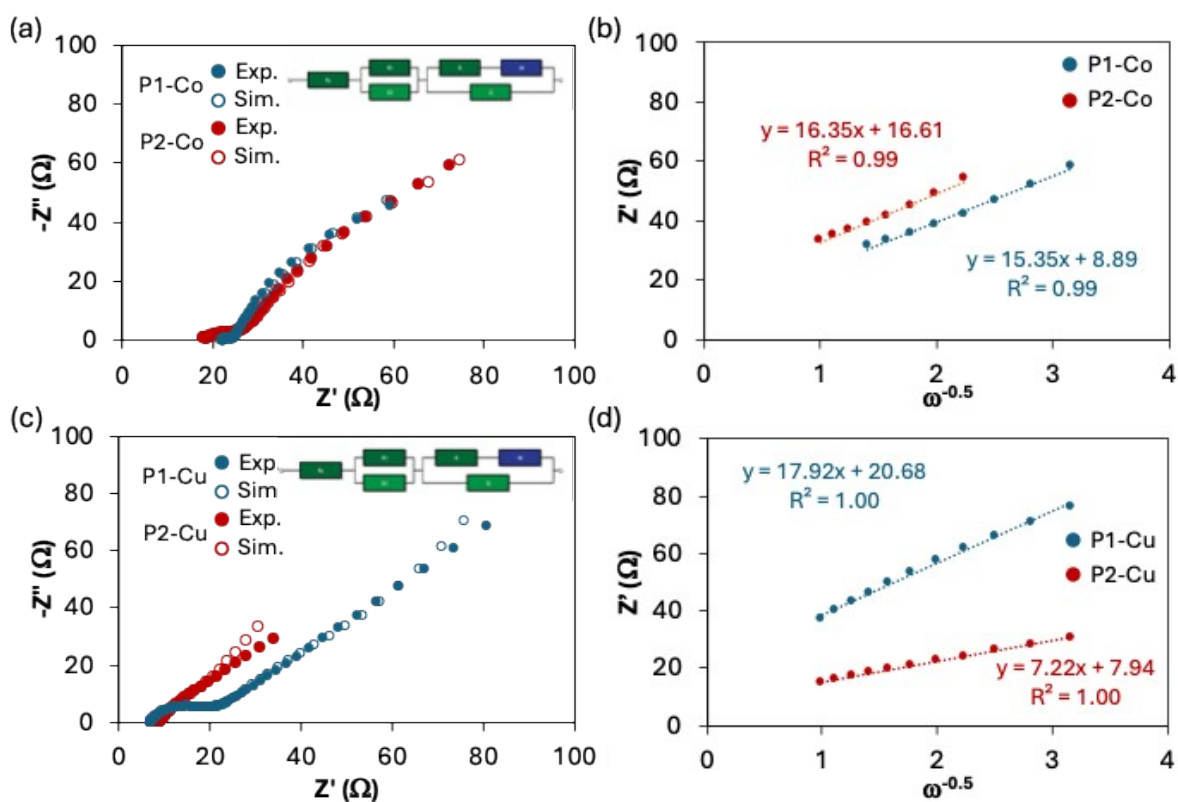 (a)
100
80
60
40
20
0
-Z" (Ω)
P1-Co
Exp.
Sim.
P2-Co
Exp.
Sim.
0 20 40 60 80 100
Z' (Ω)
(b)
100
80
60
40
20
0
Z' (Ω)
P1-Co
P2-Co
y = 16.35x + 16.61
R² = 0.99
y = 15.35x + 8.89
R² = 0.99
0 1 2 3 4
ω-0.5
(c)
100
80
60
40
20
0
-Z" (Ω)
P1-Cu
Exp
Sim
P2-Cu
Exp.
Sim.
0 20 40 60 80 100
Z' (Ω)
(d)
100
80
60
40
20
0
Z' (Ω)
y = 17.92x + 20.68
R² = 1.00
P1-Cu
P2-Cu
y = 7.22x + 7.94
R² = 1.00
0 1 2 3 4
ω-0.5